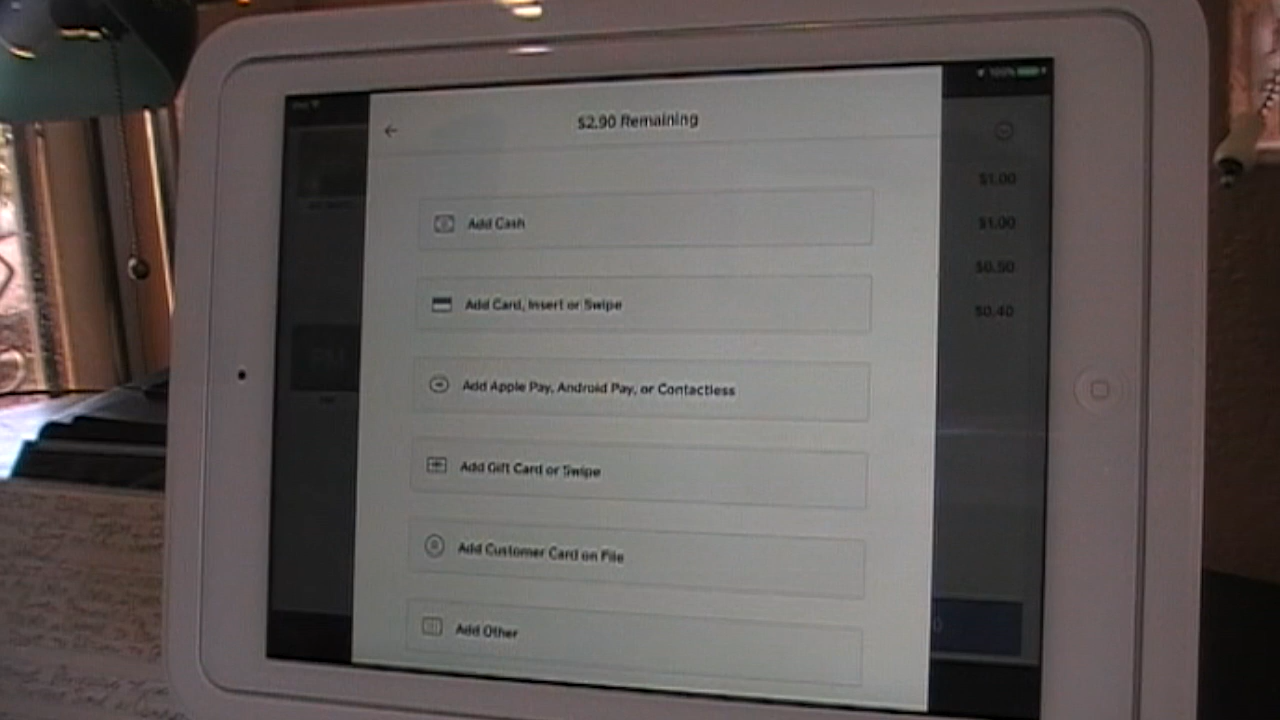 100%
$2.90 Remaining
$1.00
Add Cash
$1.00
$0.50
Add Card, Insert or Swipe
$0.40
Add Apple Pay, Android Pay, or Contactless
Add Gift Card or Swipe
Add Customer Card on File
Add Other